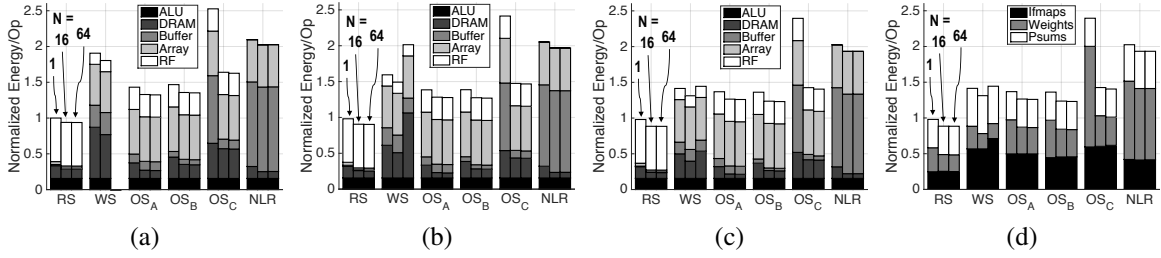 Normalized Energy/Op
2.5
2
1.5
1
0.5
0
N =
1
16
64
ALU
DRAM
Buffer
Array
RF
RS WS OS_A OS_B OS_C NLR
(a)
Normalized Energy/Op
2.5
2
1.5
1
0.5
0
N =
1
16
64
ALU
DRAM
Buffer
Array
RF
RS WS OS_A OS_B OS_C NLR
(b)
Normalized Energy/Op
2.5
2
1.5
1
0.5
0
N =
1
16
64
ALU
DRAM
Buffer
Array
RF
RS WS OS_A OS_B OS_C NLR
(c)
Normalized Energy/Op
2.5
2
1.5
1
0.5
0
N =
1
16
64
Ifmaps
Weights
Psums
RS WS OS_A OS_B OS_C NLR
(d)